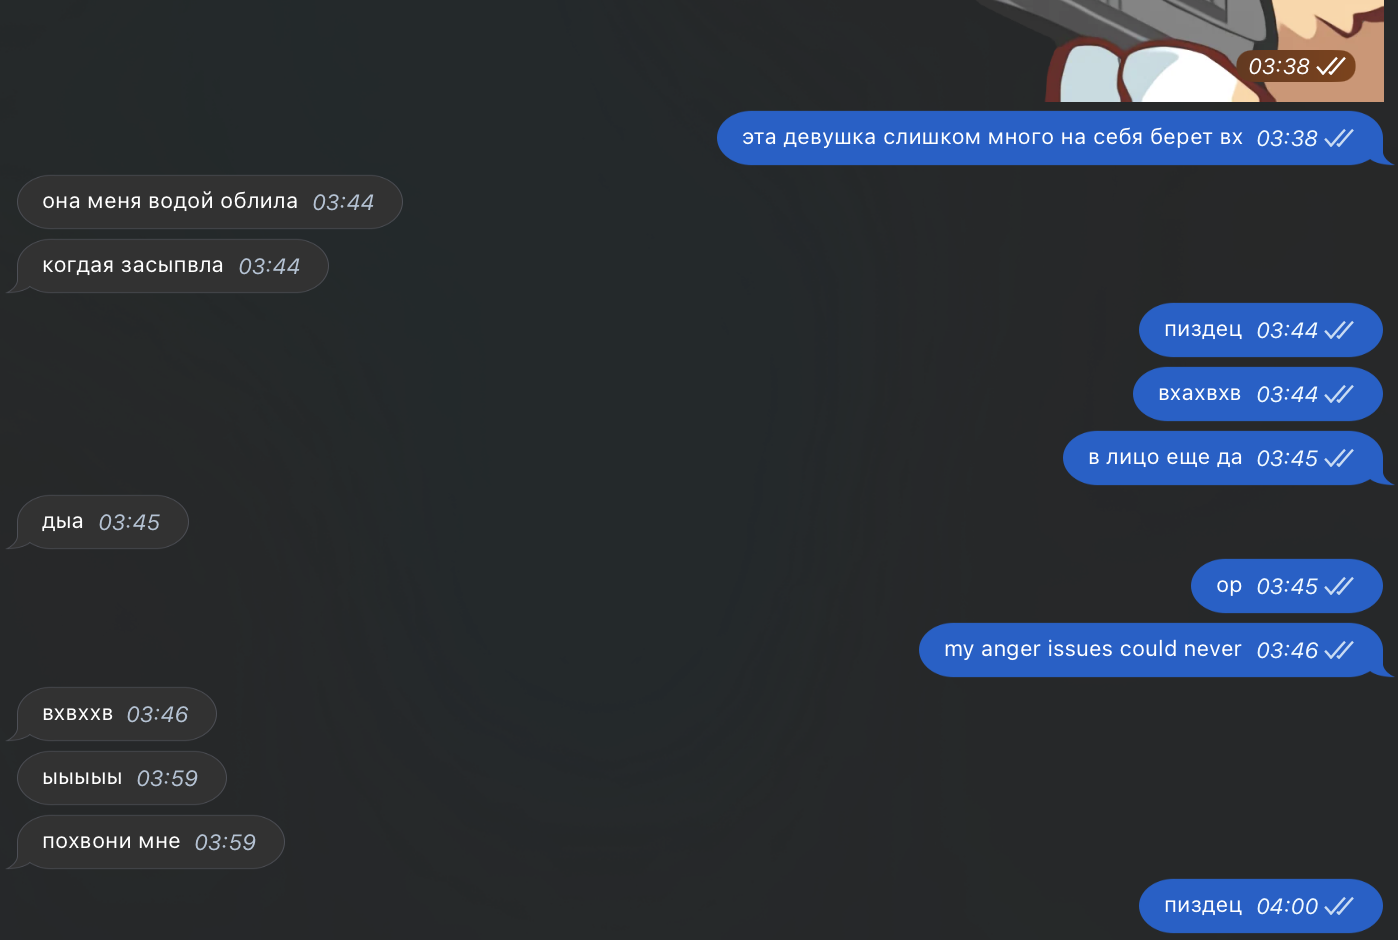 03:38
эта девушка слишком много на себя берет вх 03:38
она меня водой облила 03:44
когдая засыпвла 03:44
пиздец 03:44
вхахвхв 03:44
в лицо еще да 03:45
дыа 03:45
ор 03:45
my anger issues could never 03:46
вхвххв 03:46
ыыыыы 03:59
похвони мне 03:59
пиздец 04:00